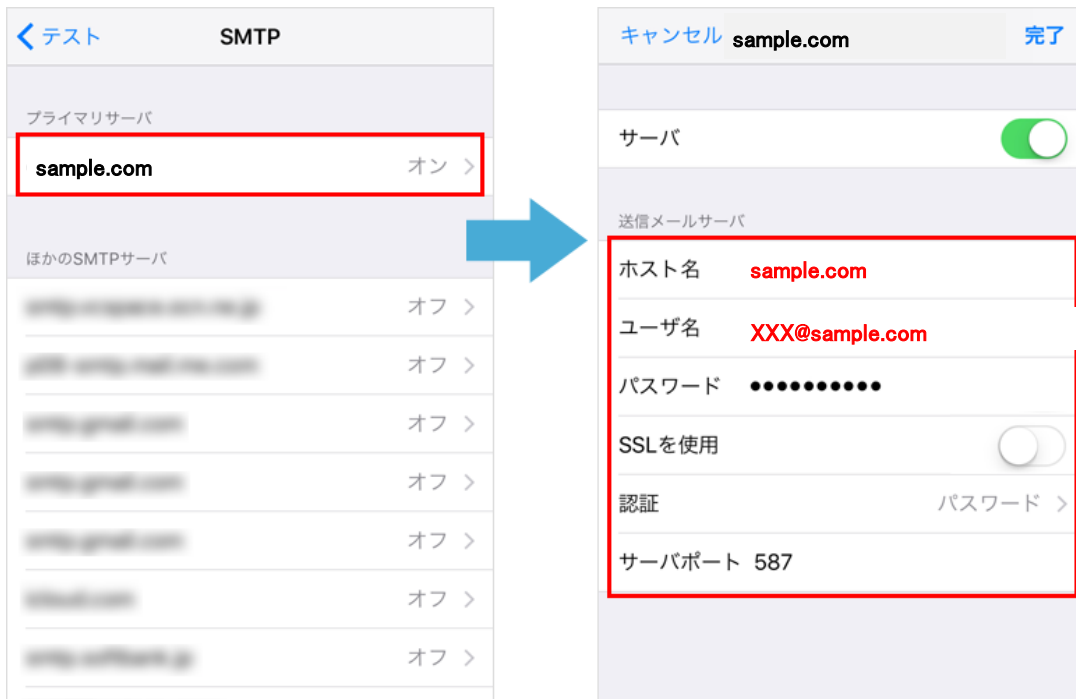 テスト
SMTP
プライマリサーバ
sample.com オン
ほかのSMTPサーバ
オフ
オフ
オフ
オフ
オフ
オフ
オフ
キャンセル sample.com 完了
サーバ
送信メールサーバ
ホスト名 sample.com
ユーザ名 XXX@sample.com
パスワード ●●●●●●●●●●
SSLを使用
認証 パスワード
サーバポート 587